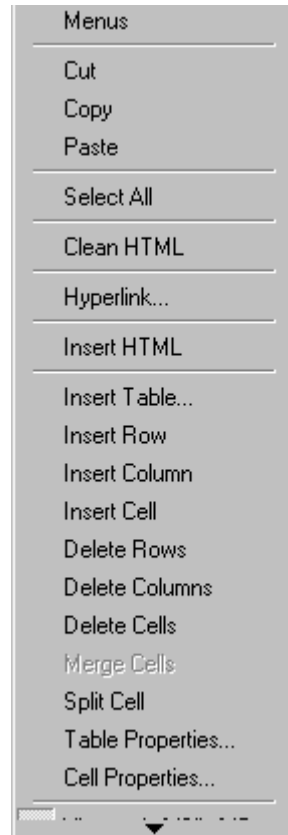 Menus
Cut
Copy
Paste
Select All
Clean HTML
Hyperlink...
Insert HTML
Insert Table...
Insert Row
Insert Column
Insert Cell
Delete Rows
Delete Columns
Delete Cells
Merge Cells
Split Cell
Table Properties...
Cell Properties...